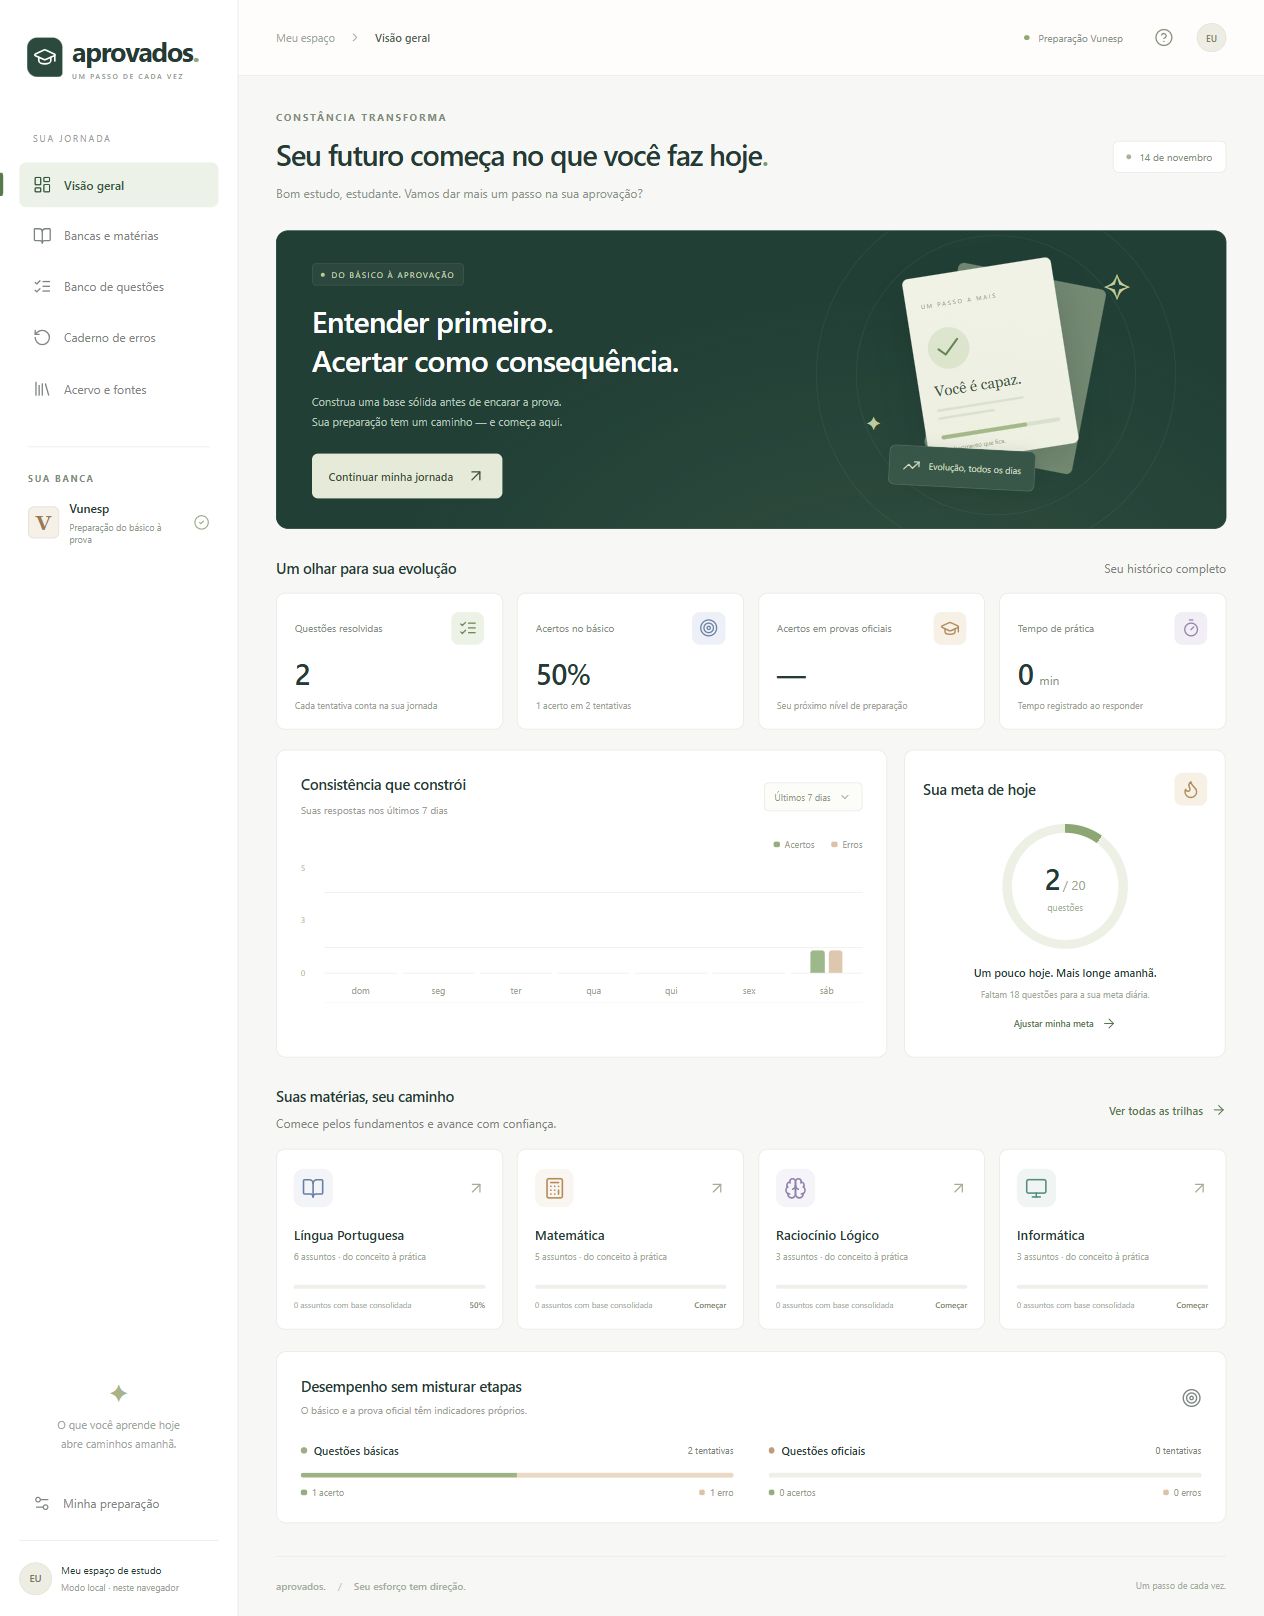 aprovados.
UM PASSO DE CADA VEZ
SUA JORNADA
Visão geral
Bancas e matérias
Banco de questões
Caderno de erros
Acervo e fontes
SUA BANCA
V
Vunesp
Preparação do básico à
prova
O que você aprende hoje
abre caminhos amanhã.
Minha preparação
EU
Meu espaço de estudo
Modo local · neste navegador
Meu espaço
Visão geral
Preparação Vunesp
EU
CONSTÂNCIA TRANSFORMA
Seu futuro começa no que você faz hoje.
14 de novembro
Bom estudo, estudante. Vamos dar mais um passo na sua aprovação?
DO BÁSICO À APROVAÇÃO
Entender primeiro.
Acertar como consequência.
Construa uma base sólida antes de encarar a prova.
Sua preparação tem um caminho — e começa aqui.
Continuar minha jornada
UM PASSO A MAIS
Você é capaz.
que fica.
Evolução, todos os dias
Um olhar para sua evolução
Seu histórico completo
Questões resolvidas
2
Cada tentativa conta na sua jornada
Acertos no básico
50%
1 acerto em 2 tentativas
Acertos em provas oficiais
—
Seu próximo nível de preparação
Tempo de prática
0 min
Tempo registrado ao responder
Consistência que constrói
Suas respostas nos últimos 7 dias
Últimos 7 dias
Acertos
Erros
5
3
0
dom seg ter qua qui sex sáb
Sua meta de hoje
2 / 20
questões
Um pouco hoje. Mais longe amanhã.
Faltam 18 questões para a sua meta diária.
Ajustar minha meta
Suas matérias, seu caminho
Comece pelos fundamentos e avance com confiança.
Ver todas as trilhas
Língua Portuguesa
6 assuntos · do conceito à prática
0 assuntos com base consolidada
50%
Matemática
5 assuntos · do conceito à prática
0 assuntos com base consolidada
Começar
Raciocínio Lógico
3 assuntos · do conceito à prática
0 assuntos com base consolidada
Começar
Informática
3 assuntos · do conceito à prática
0 assuntos com base consolidada
Começar
Desempenho sem misturar etapas
O básico e a prova oficial têm indicadores próprios.
Questões básicas
2 tentativas
1 acerto
1 erro
Questões oficiais
0 tentativas
0 acertos
0 erros
aprovados. / Seu esforço tem direção.
Um passo de cada vez.